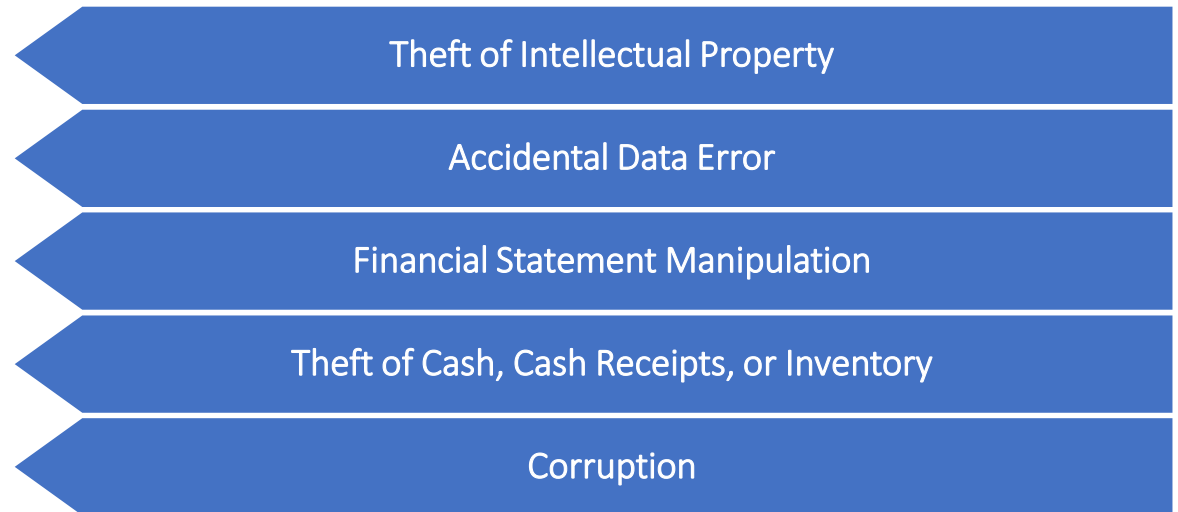 Theft of Intellectual Property
Accidental Data Error
Financial Statement Manipulation
Theft of Cash, Cash Receipts, or Inventory
Corruption